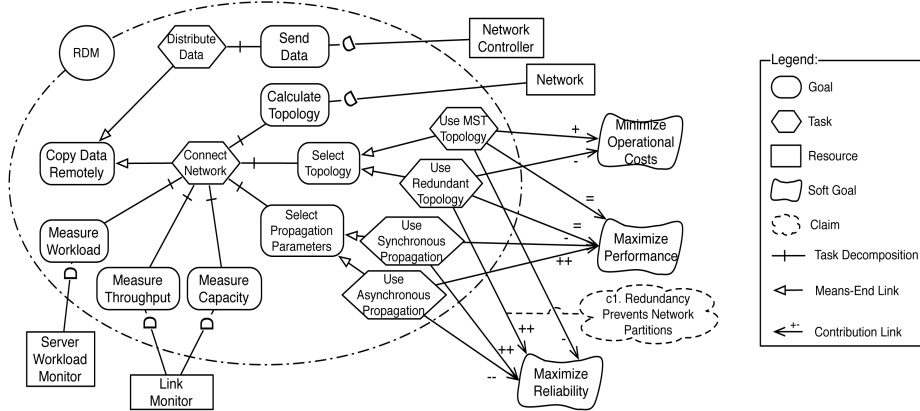 RDM
Distribute
Data
Send
Data
Network
Controller
Calculate
Topology
Network
Copy Data
Remotely
Connect
Network
Select
Topology
Use MST
Topology
Use
Redundant
Topology
Minimize
Operational
Costs
+
=
=
-
++
Measure
Workload
Select
Propagation
Parameters
Use
Synchronous
Propagation
Use
Asynchronous
Propagation
Maximize
Performance
Measure
Throughput
Measure
Capacity
c1. Redundancy
Prevents Network
Partitions
++
-
++
--
Server
Workload
Monitor
Link
Monitor
Maximize
Reliability
Legend:
Goal
Task
Resource
Soft Goal
Claim
Task Decomposition
Means-End Link
+-
Contribution Link